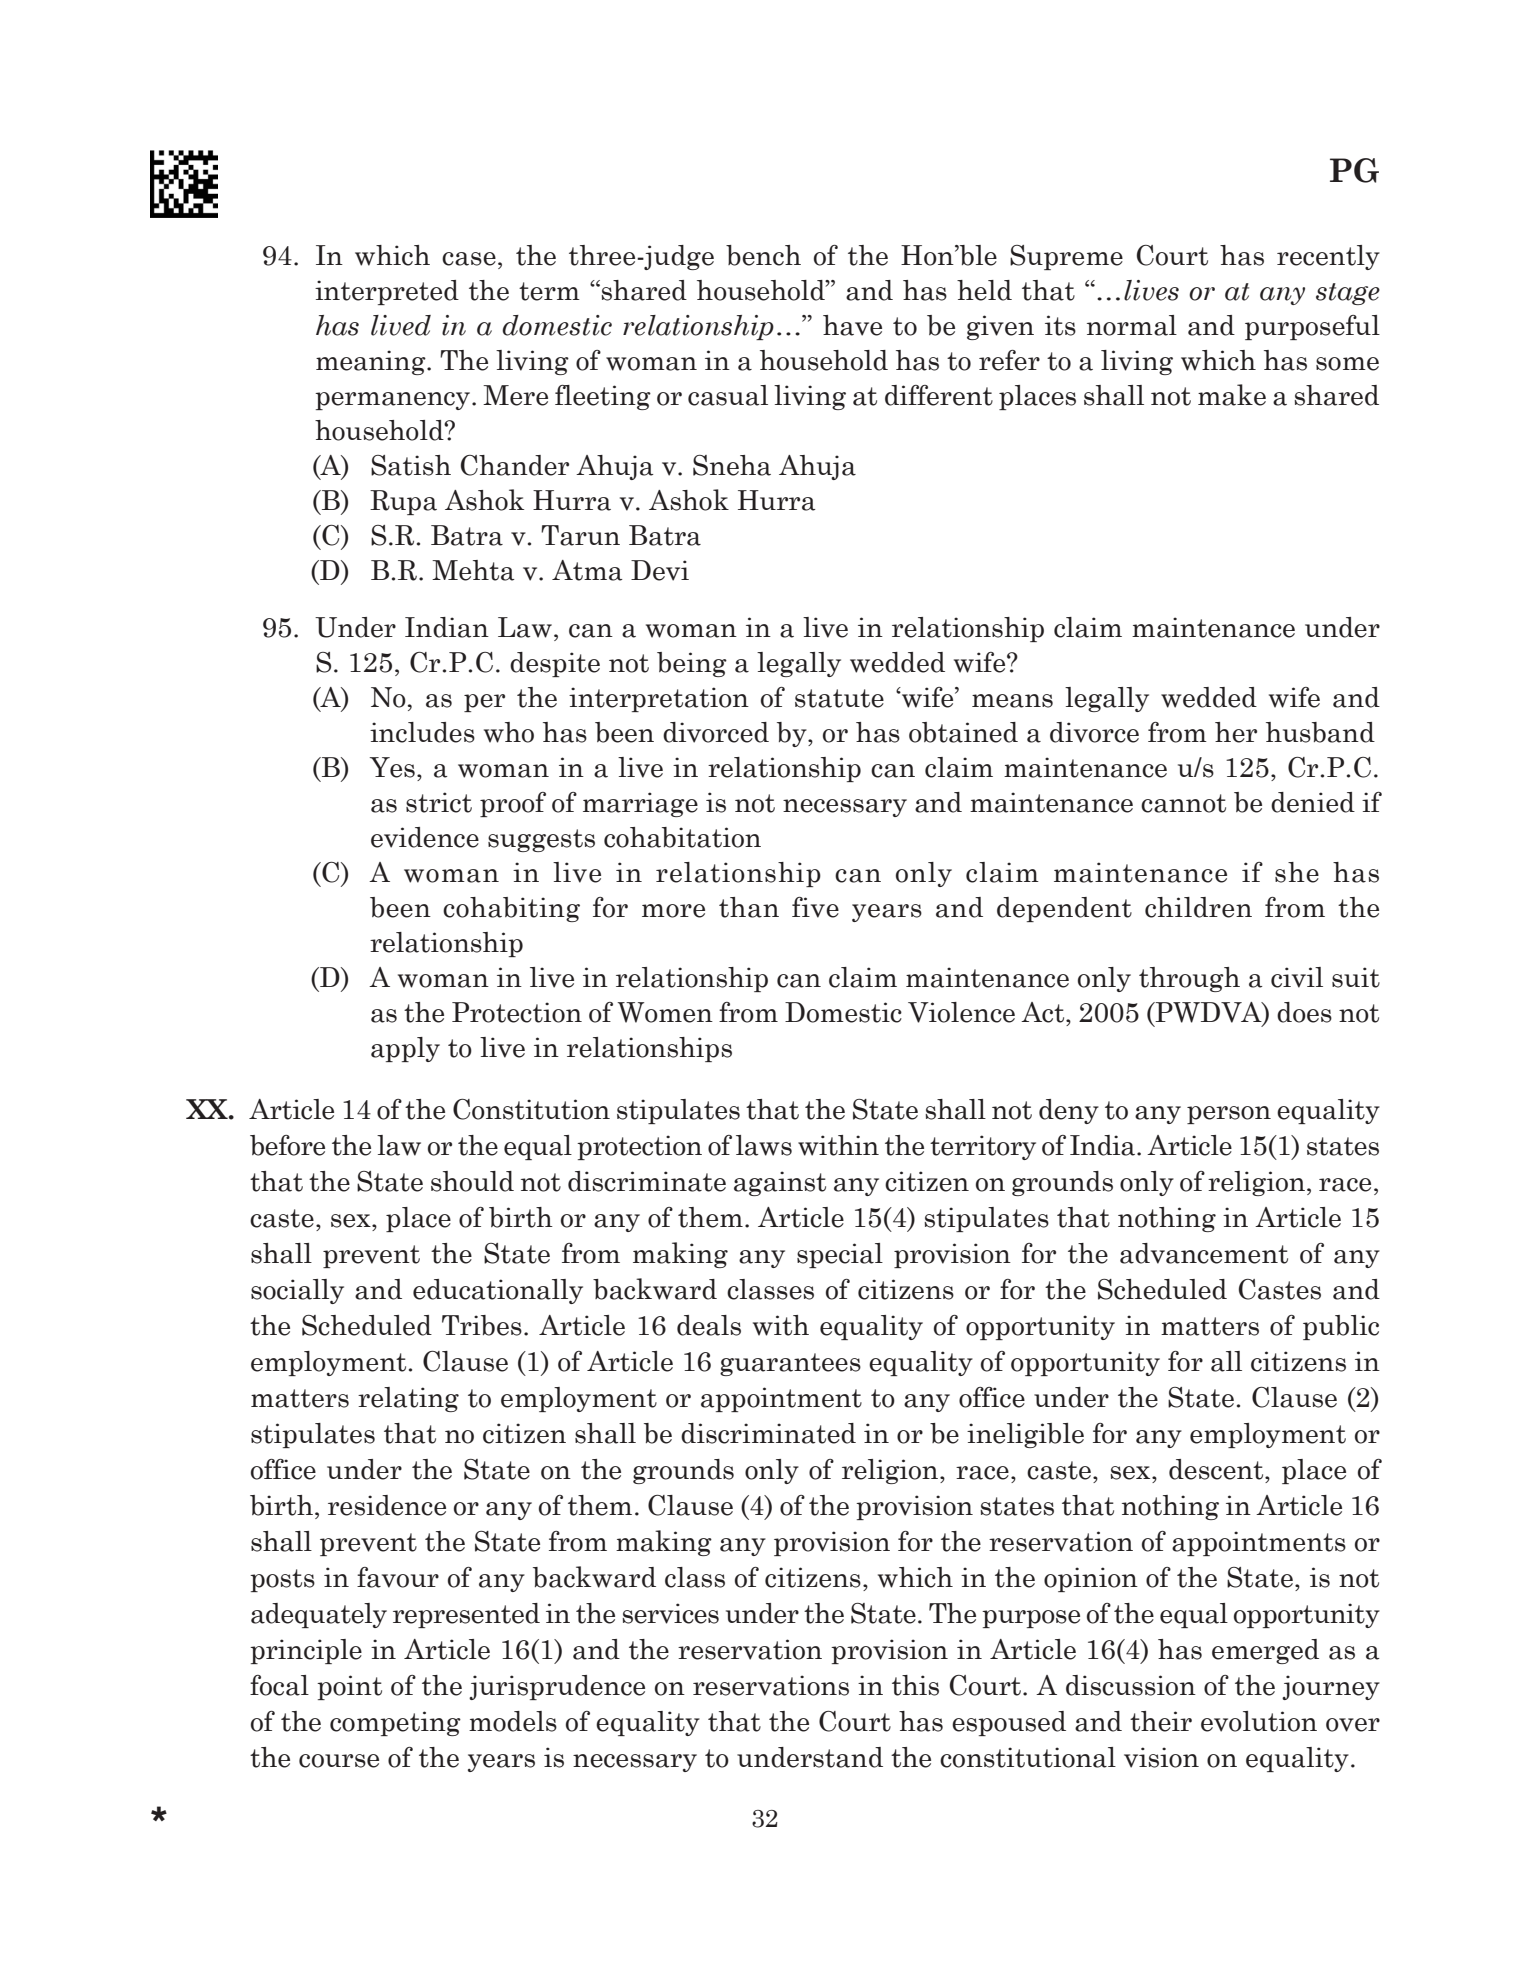 PG
94. In which case, the three-judge bench of the Hon’ble Supreme Court has recently
interpreted the term “shared household” and has held that “…lives or at any stage
has lived in a domestic relationship…” have to be given its normal and purposeful
meaning. The living of woman in a household has to refer to a living which has some
permanency. Mere fleeting or casual living at different places shall not make a shared
household?
(A) Satish Chander Ahuja v. Sneha Ahuja
(B) Rupa Ashok Hurra v. Ashok Hurra
(C) S.R. Batra v. Tarun Batra
(D) B.R. Mehta v. Atma Devi
95. Under Indian Law, can a woman in a live in relationship claim maintenance under
S. 125, Cr.P.C. despite not being a legally wedded wife?
(A) No, as per the interpretation of statute ‘wife’ means legally wedded wife and
includes who has been divorced by, or has obtained a divorce from her husband
(B) Yes, a woman in a live in relationship can claim maintenance u/s 125, Cr.P.C.
as strict proof of marriage is not necessary and maintenance cannot be denied if
evidence suggests cohabitation
(C) A woman in live in relationship can only claim maintenance if she has
been cohabiting for more than five years and dependent children from the
relationship
(D) A woman in live in relationship can claim maintenance only through a civil suit
as the Protection of Women from Domestic Violence Act, 2005 (PWDVA) does not
apply to live in relationships
XX. Article 14 of the Constitution stipulates that the State shall not deny to any person equality
before the law or the equal protection of laws within the territory of India. Article 15(1) states
that the State should not discriminate against any citizen on grounds only of religion, race,
caste, sex, place of birth or any of them. Article 15(4) stipulates that nothing in Article 15
shall prevent the State from making any special provision for the advancement of any
socially and educationally backward classes of citizens or for the Scheduled Castes and
the Scheduled Tribes. Article 16 deals with equality of opportunity in matters of public
employment. Clause (1) of Article 16 guarantees equality of opportunity for all citizens in
matters relating to employment or appointment to any office under the State. Clause (2)
stipulates that no citizen shall be discriminated in or be ineligible for any employment or
office under the State on the grounds only of religion, race, caste, sex, descent, place of
birth, residence or any of them. Clause (4) of the provision states that nothing in Article 16
shall prevent the State from making any provision for the reservation of appointments or
posts in favour of any backward class of citizens, which in the opinion of the State, is not
adequately represented in the services under the State. The purpose of the equal opportunity
principle in Article 16(1) and the reservation provision in Article 16(4) has emerged as a
focal point of the jurisprudence on reservations in this Court. A discussion of the journey
of the competing models of equality that the Court has espoused and their evolution over
the course of the years is necessary to understand the constitutional vision on equality.
* 32